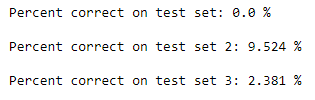 Percent correct on test set: 0.0 %
Percent correct on test set 2: 9.524 %
Percent correct on test set 3: 2.381 %